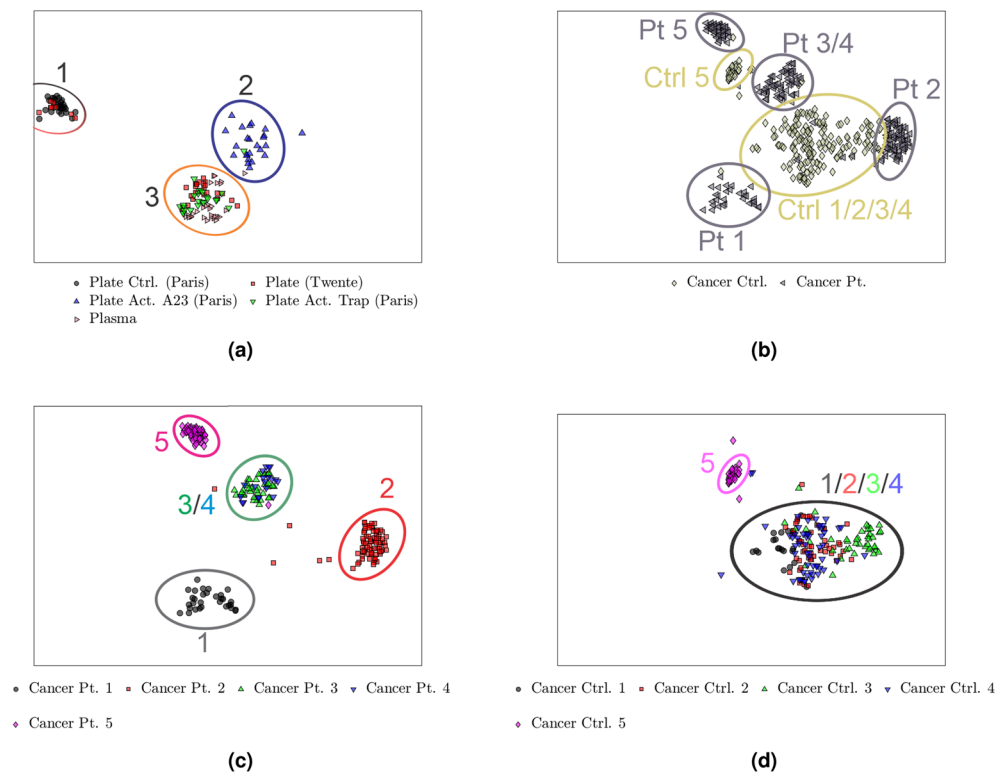 1
2
3
Plate Ctrl. (Paris)
Plate (Twente)
Plate Act. A23 (Paris)
Plate Act. Trap (Paris)
Plasma
(a)
Pt 5
Pt 3/4
Ctrl 5
Pt 2
Ctrl 1/2/3/4
Pt 1
Cancer Ctrl.
Cancer Pt.
(b)
5
3/4
2
1
Cancer Pt. 1
Cancer Pt. 2
Cancer Pt. 3
Cancer Pt. 4
Cancer Pt. 5
(c)
5
1/2/3/4
Cancer Ctrl. 1
Cancer Ctrl. 2
Cancer Ctrl. 3
Cancer Ctrl. 4
Cancer Ctrl. 5
(d)